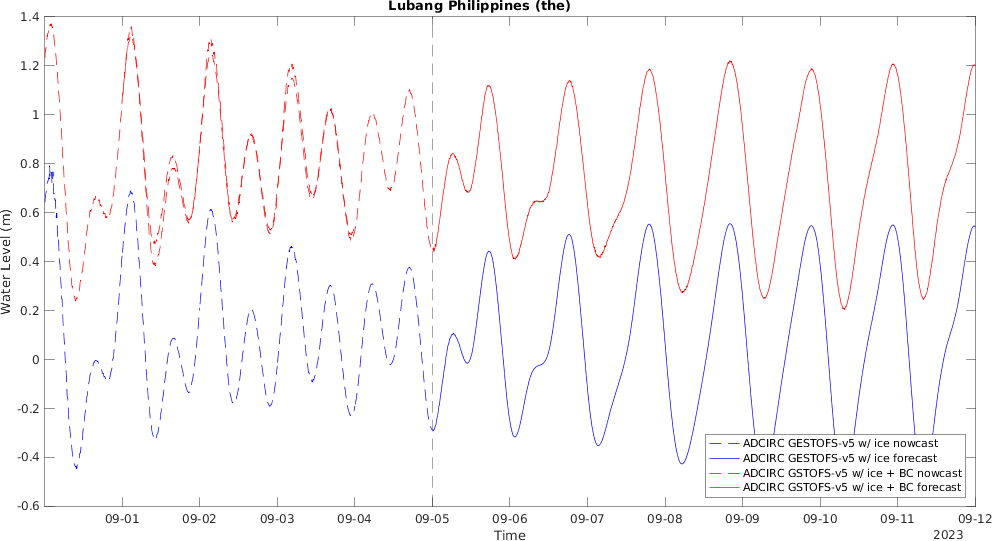 Lubang Philippines (the)
1.4
1.2
1
0.8
0.6
0.4
0.2
0
-0.2
-0.4
-0.6
Water Level (m)
ADCIRC GESTOFS-v5 w/ ice nowcast
ADCIRC GESTOFS-v5 w/ ice forecast
ADCIRC GSTOFS-v5 w/ ice + BC nowcast
ADCIRC GSTOFS-v5 w/ ice + BC forecast
09-01 09-02 09-03 09-04 09-05 09-06 09-07 09-08 09-09 09-10 09-11 09-12
Time
2023